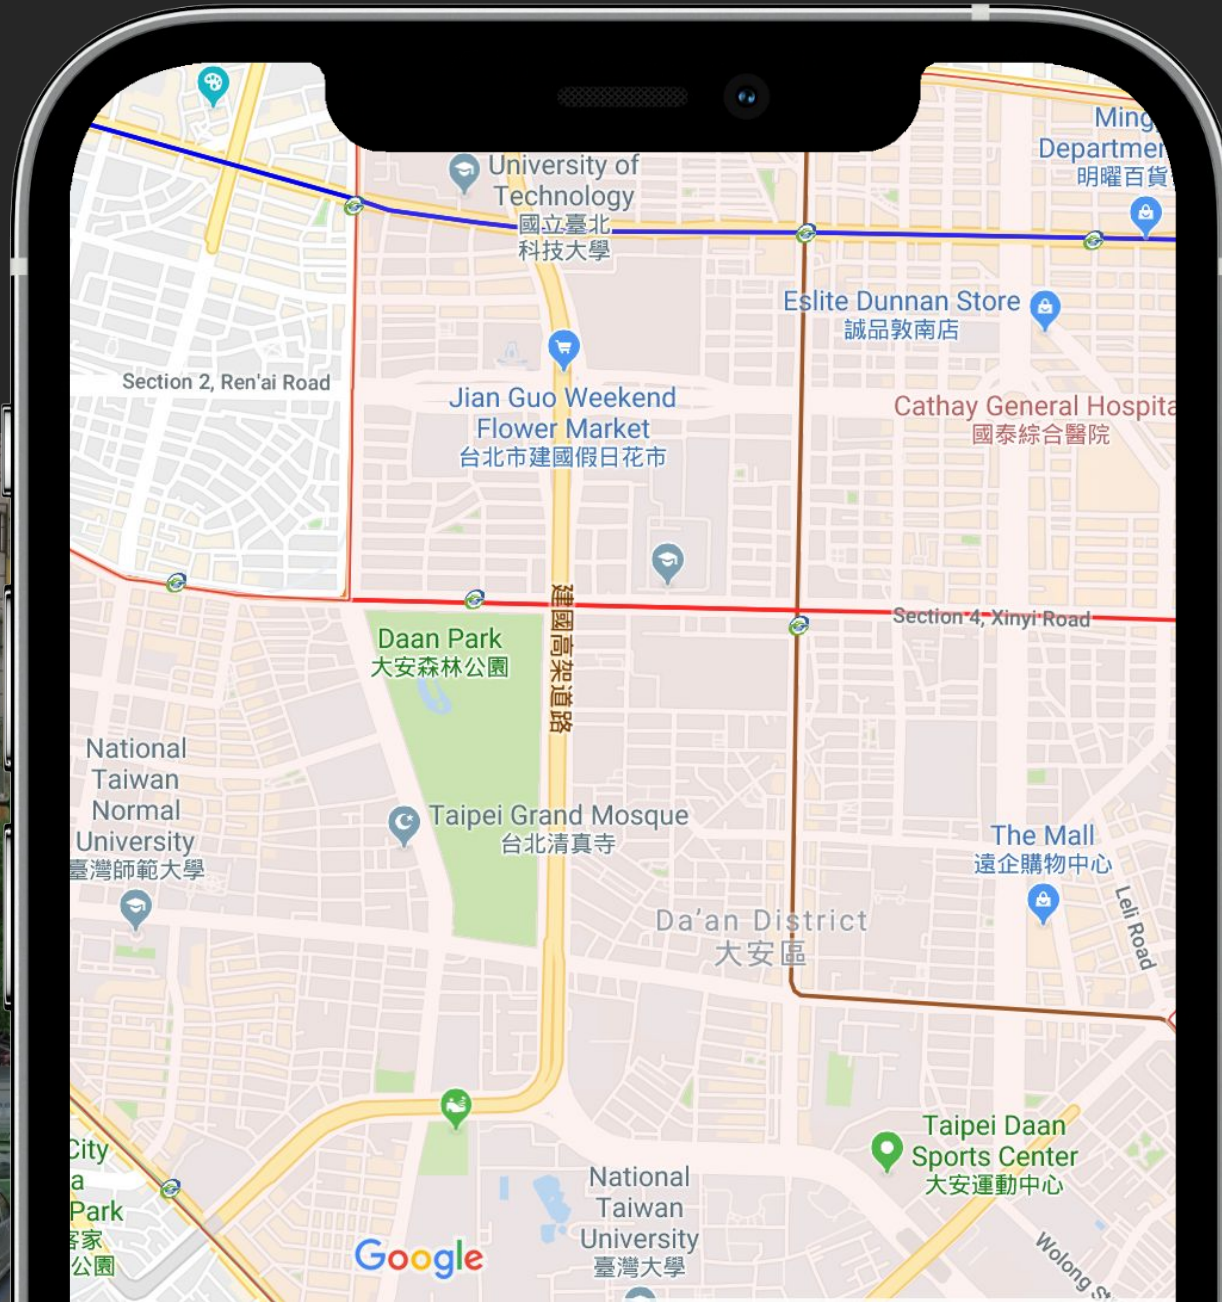 Ming
Departmen
明曜百貨
University of
Technology
國立臺北
科技大學
Eslite Dunnan Store
誠品敦南店
Section 2, Ren'ai Road
Jian Guo Weekend
Flower Market
台北市建國假日花市
Cathay General Hospita
國泰綜合醫院
建國高架道路
Section 4, Xinyi Road
Daan Park
大安森林公園
National
Taiwan
Normal
University
臺灣師範大學
Taipei Grand Mosque
台北清真寺
The Mall
遠企購物中心
Leli Road
Da'an District
大安區
City
a
Park
客家
公園
Taipei Daan
Sports Center
大安運動中心
National
Taiwan
University
臺灣大學
Wolong St
Google